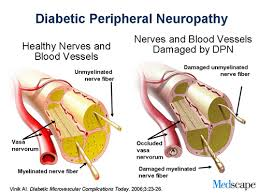 Diabetic Peripheral Neuropathy
Healthy Nerves and
Blood Vessels
Nerves and Blood Vessels
Damaged by DPN
Unmyelinated
nerve fiber
Damaged unmyelinated
nerve fiber
Vasa
nervorum
Myelinated nerve fiber
Occluded
vasa
nervorum
Damaged myelinated
nerve fiber
Vinik AI. Diabetic Microvascular Complications Today. 2006;3:23-26.
Medscape